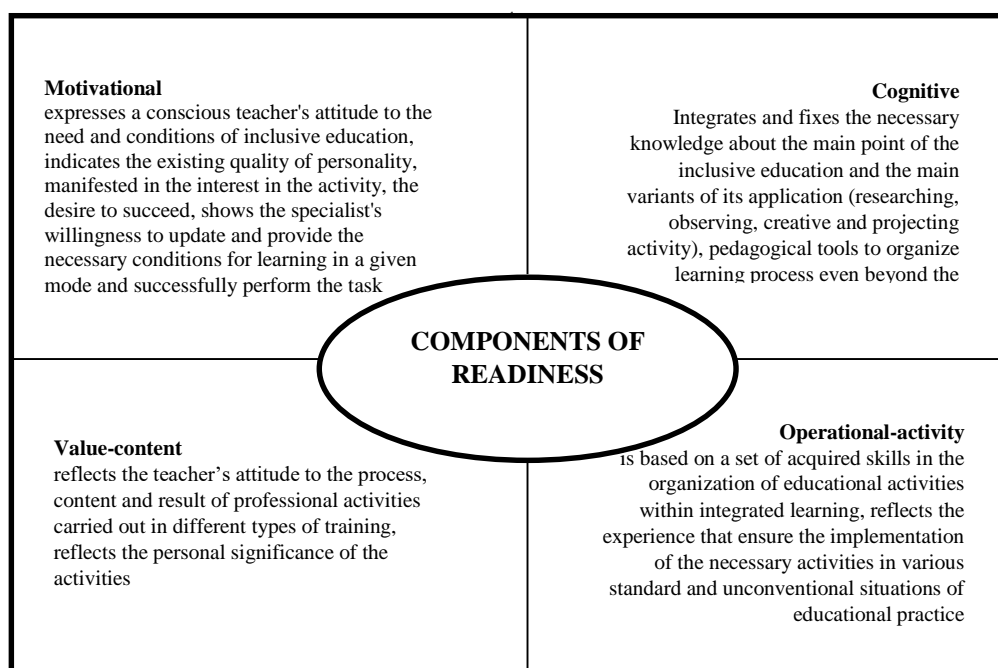 Motivational
expresses a conscious teacher's attitude to the
need and conditions of inclusive education,
indicates the existing quality of personality,
manifested in the interest in the activity, the
desire to succeed, shows the specialist's
willingness to update and provide the
necessary conditions for learning in a given
mode and successfully perform the task
Cognitive
Integrates and fixes the necessary
knowledge about the main point of the
inclusive education and the main
variants of its application (researching,
observing, creative and projecting
activity), pedagogical tools to organize
learning process even beyond the
COMPONENTS OF
READINESS
Value-content
reflects the teacher’s attitude to the process,
content and result of professional activities
carried out in different types of training,
reflects the personal significance of the
activities
Operational-activity
is based on a set of acquired skills in the
organization of educational activities
within integrated learning, reflects the
experience that ensure the implementation
of the necessary activities in various
standard and unconventional situations of
educational practice